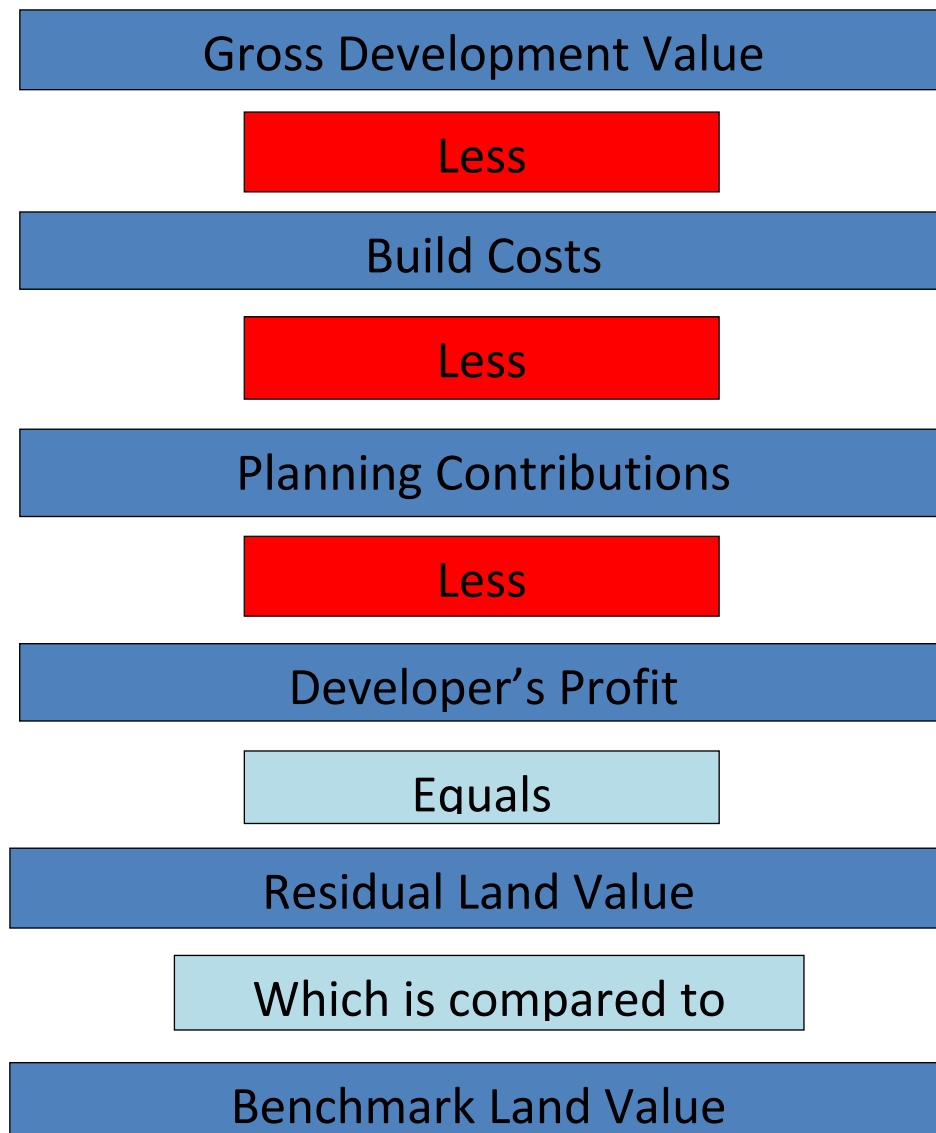 Gross Development Value
Less
Build Costs
Less
Planning Contributions
Less
Developer’s Profit
Equals
Residual Land Value
Which is compared to
Benchmark Land Value